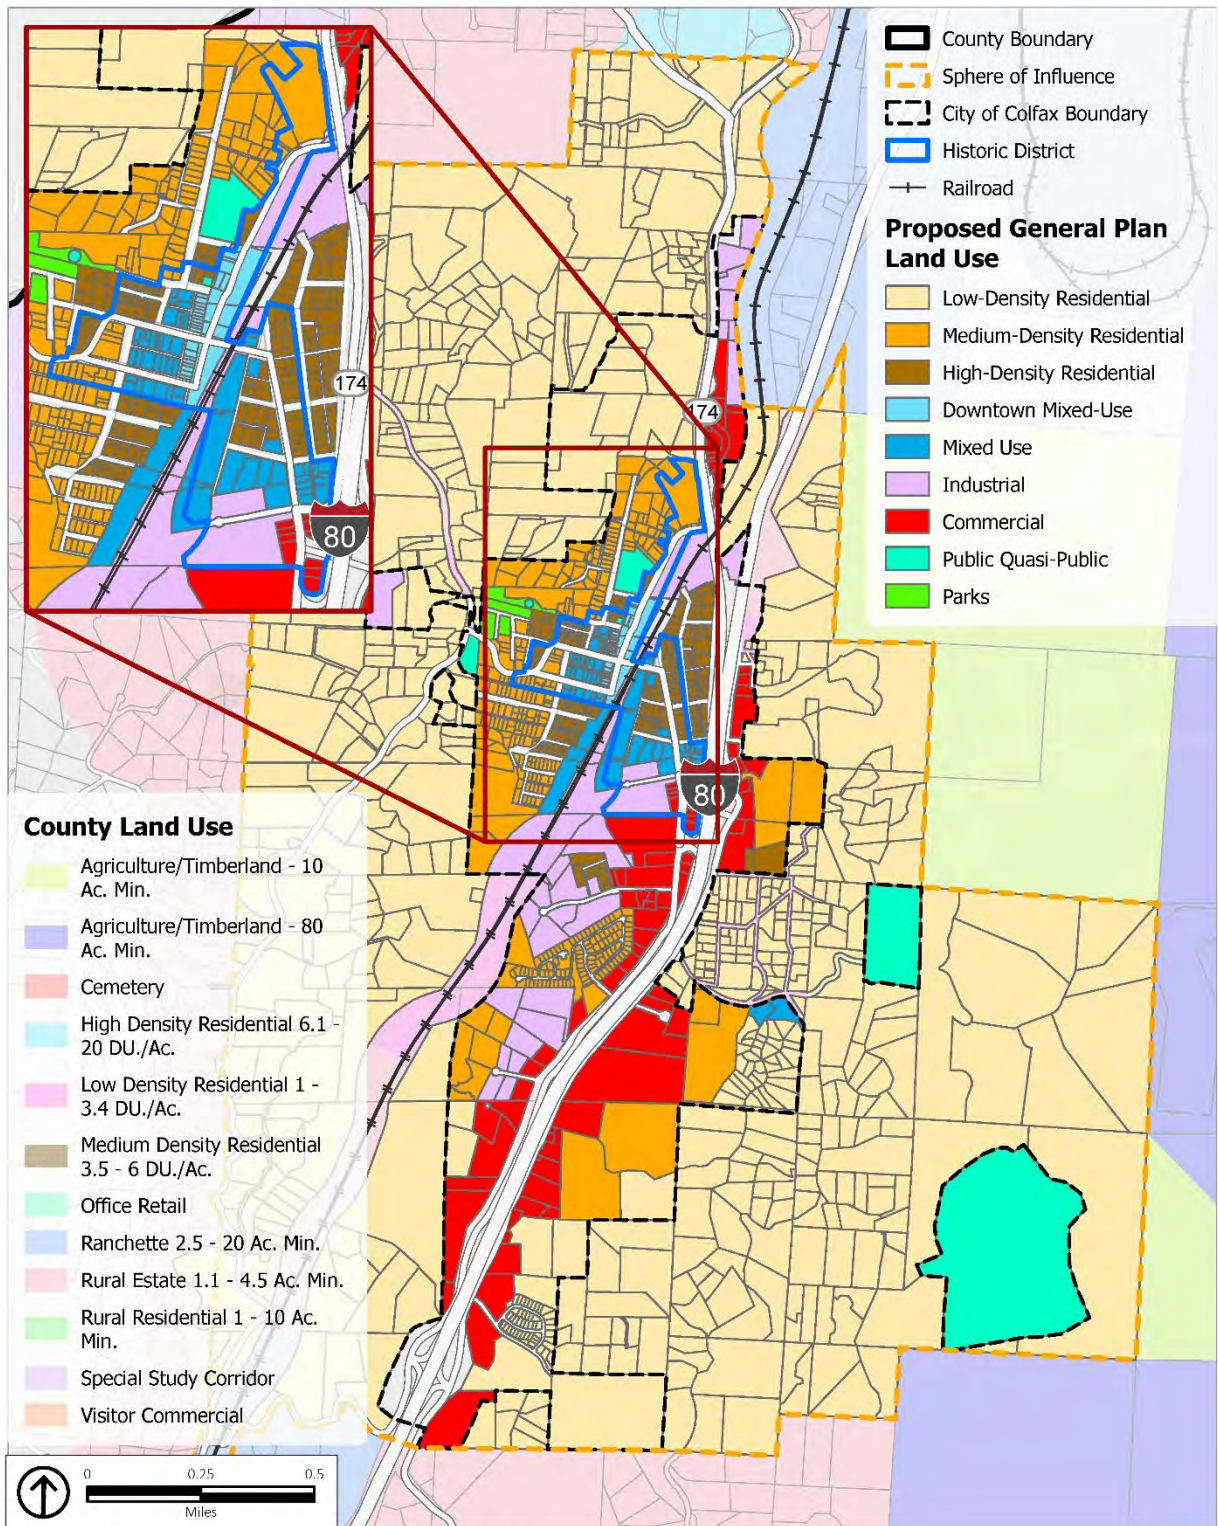 County Boundary
Sphere of Influence
City of Colfax Boundary
Historic District
Railroad
Proposed General Plan
Land Use
Low-Density Residential
Medium-Density Residential
High-Density Residential
Downtown Mixed-Use
Mixed Use
Industrial
Commercial
Public Quasi-Public
Parks
174
80
174
80
County Land Use
Agriculture/Timberland - 10
Ac. Min.
Agriculture/Timberland - 80
Ac. Min.
Cemetery
High Density Residential 6.1 -
20 DU./Ac.
Low Density Residential 1 -
3.4 DU./Ac.
Medium Density Residential
3.5 - 6 DU./Ac.
Office Retail
Ranchette 2.5 - 20 Ac. Min.
Rural Estate 1.1 - 4.5 Ac. Min.
Rural Residential 1 - 10 Ac.
Min.
Special Study Corridor
Visitor Commercial
0 0.25 0.5
Miles